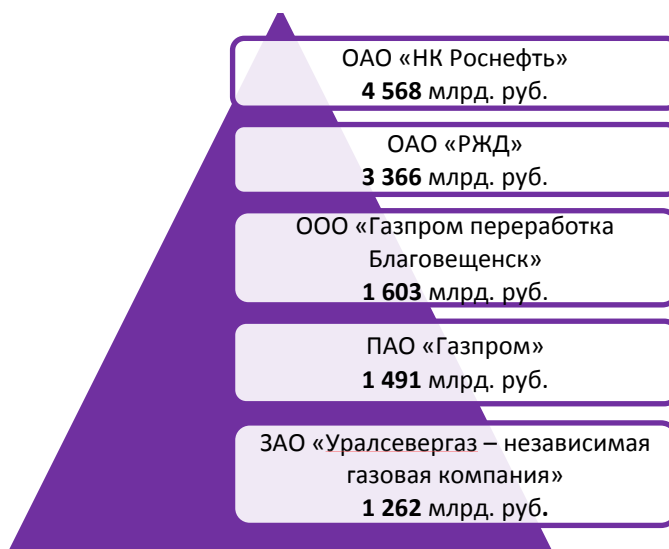 ОАО «НК Роснефть»
4 568 млрд. руб.
ОАО «РЖД»
3 366 млрд. руб.
ООО «Газпром переработка
Благовещенск»
1 603 млрд. руб.
ПАО «Газпром»
1 491 млрд. руб.
ЗАО «Уралсевергаз – независимая
газовая компания»
1 262 млрд. руб.